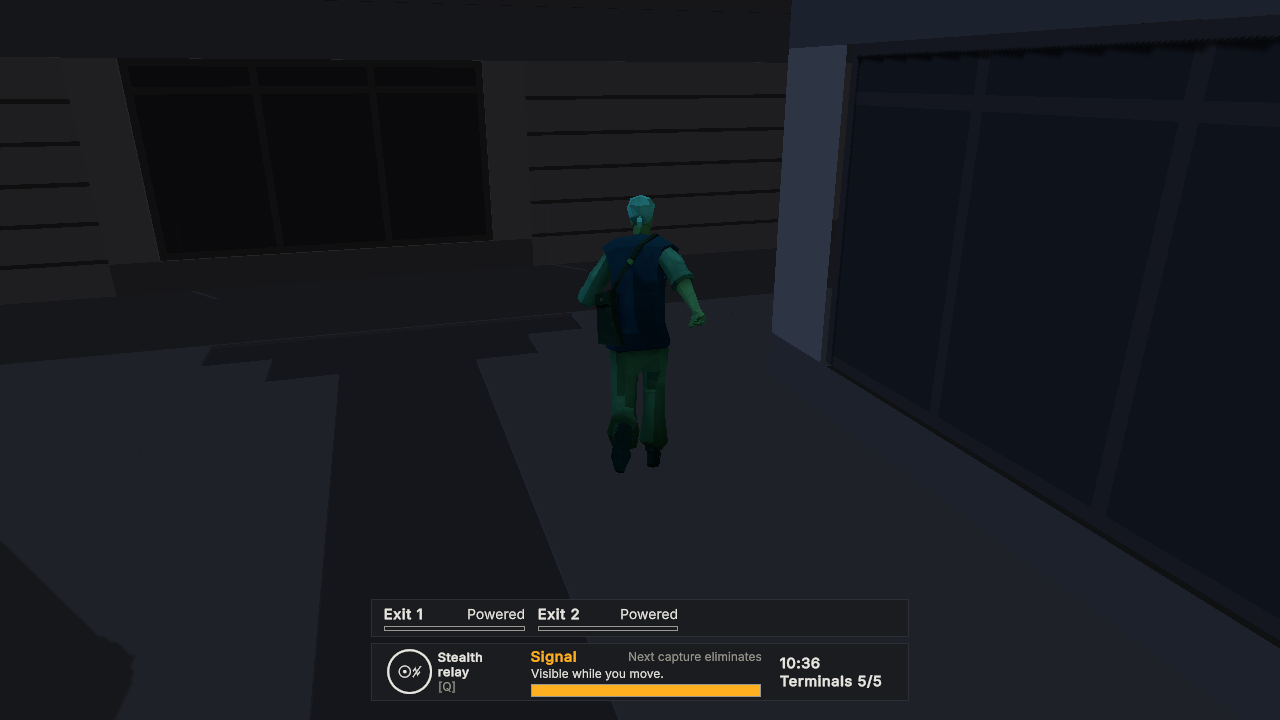 Exit 1 Powered Exit 2 Powered
Stealth relay
[Q]
Signal Next capture eliminates
Visible while you move.
10:36
Terminals 5/5